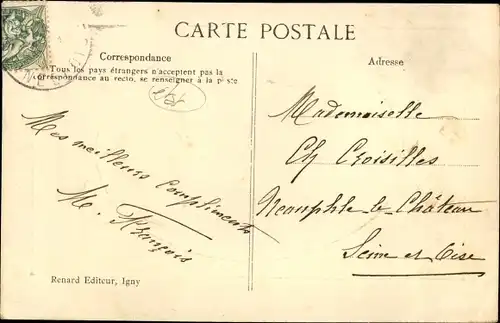 CARTE POSTALE
Correspondance
Tous les pays étrangers n'acceptent pas la
correspondance au recto, se renseigner à la poste
Mes meilleurs compliments
M. François
Renard Editeur, Igny
Adresse
Mademoiselle
Ch Croisilles
Neauphle le Château
Seine et Oise